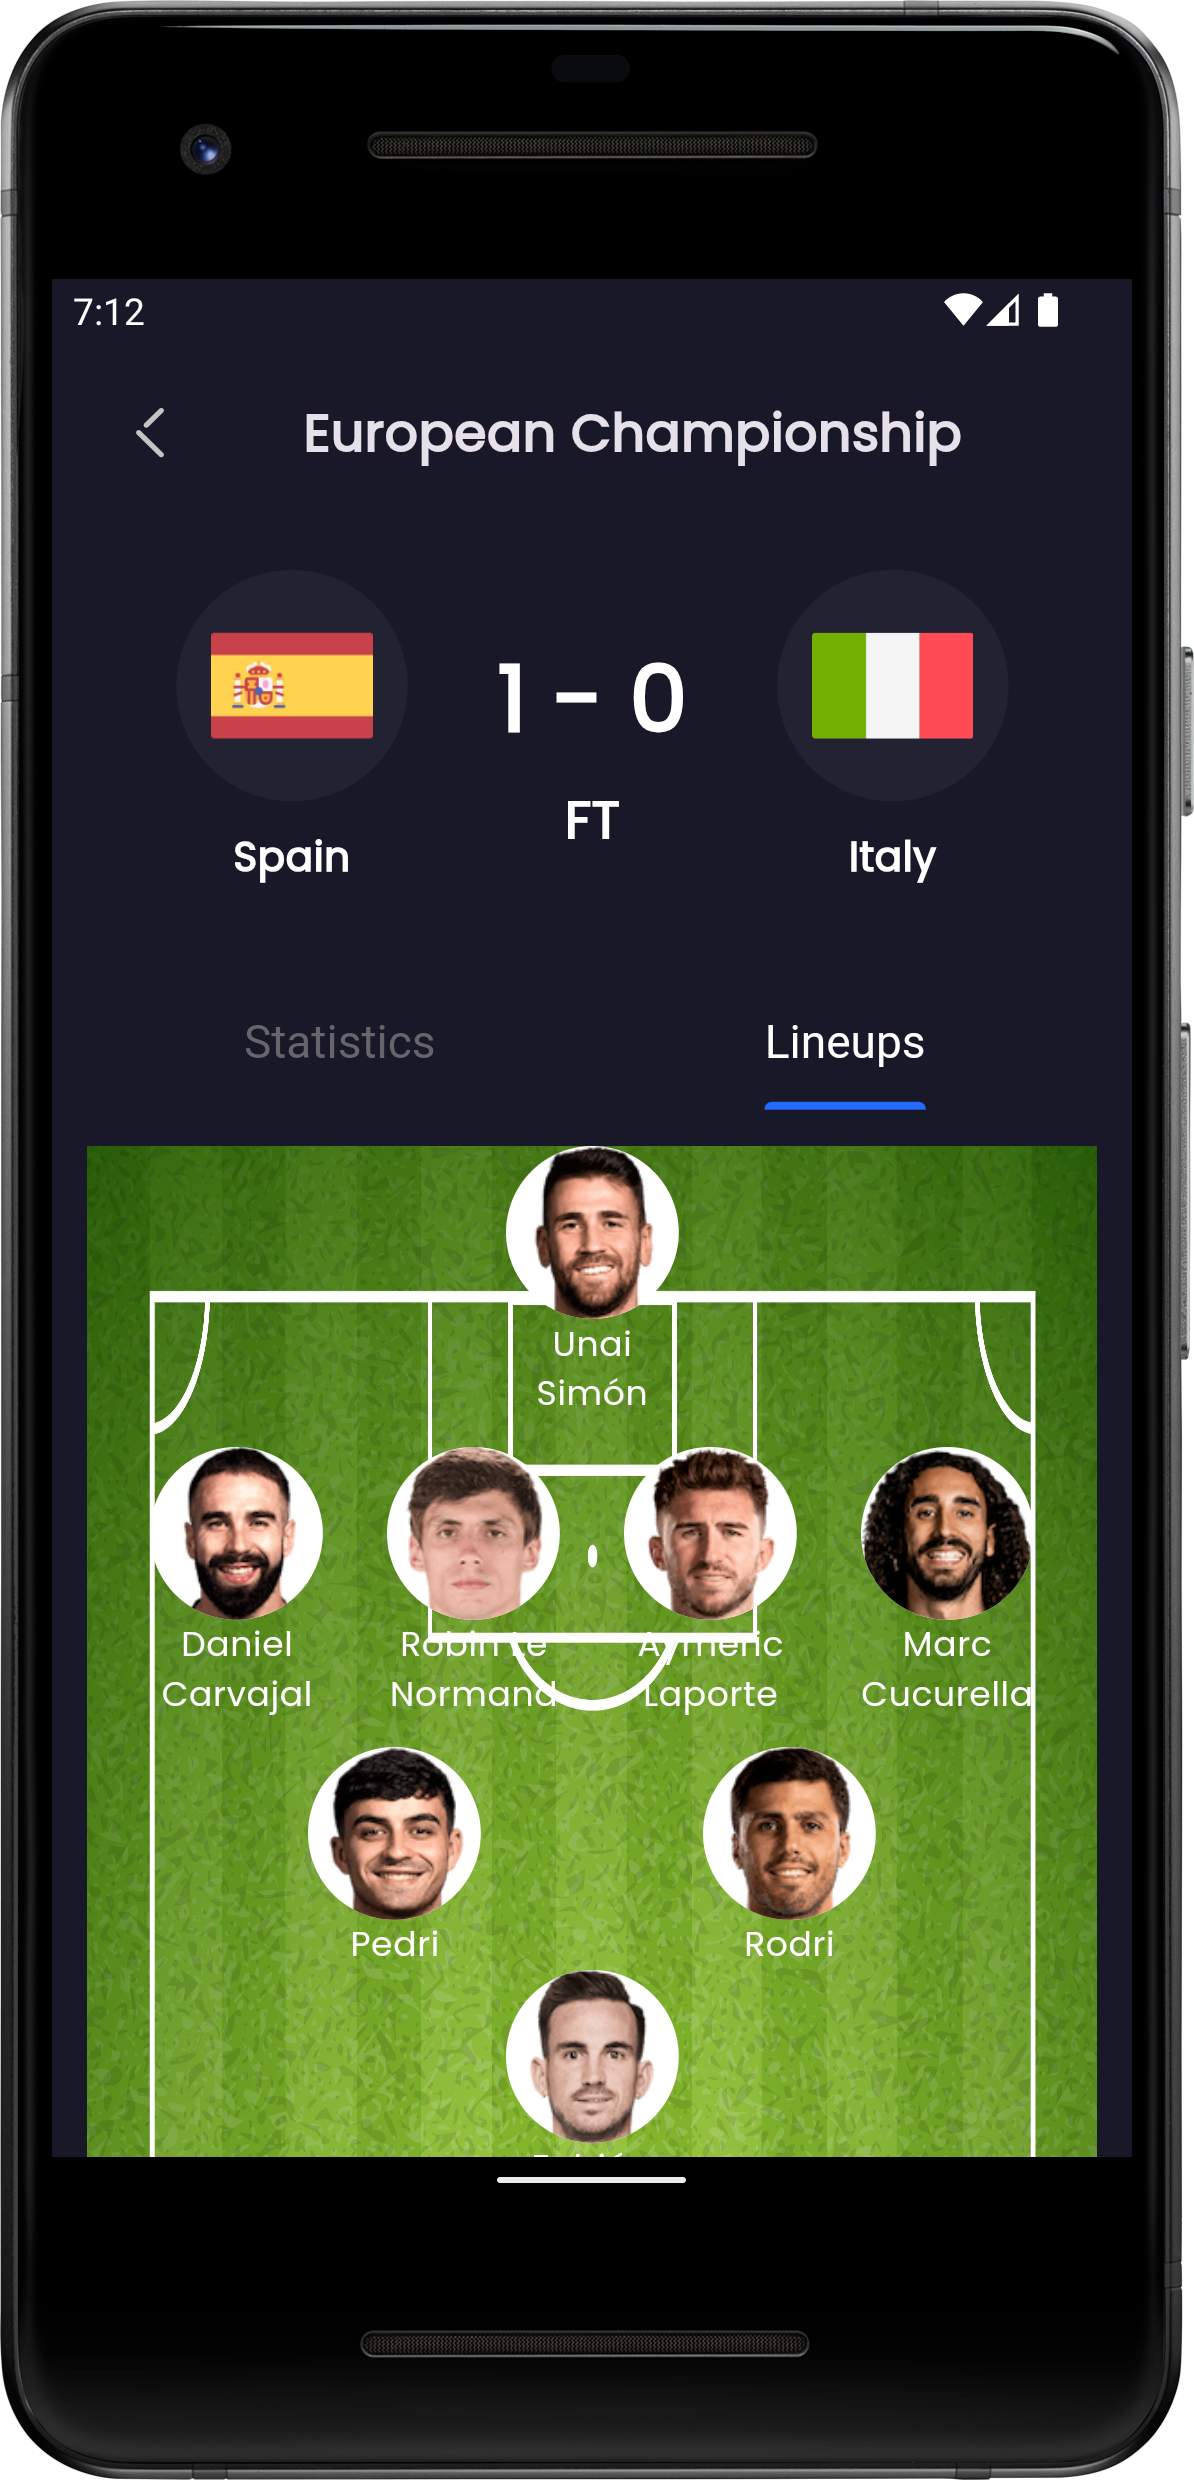 7:12
European Championship
1 - 0
FT
Spain
Italy
Statistics
Lineups
Unai
Simón
Daniel
Carvajal
Robin Le
Normand
Aymeric
Laporte
Marc
Cucurella
Pedri
Rodri